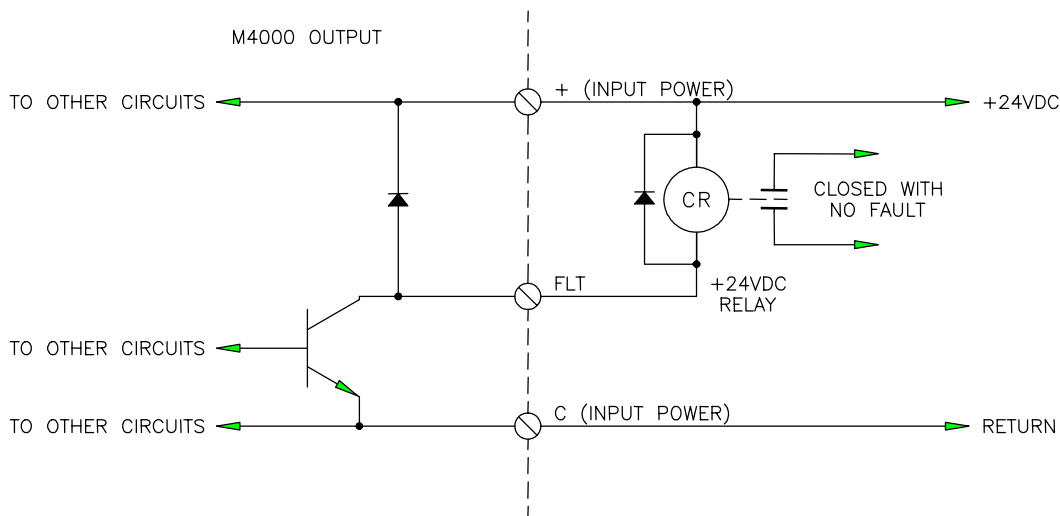 M4000 OUTPUT
TO OTHER CIRCUITS
+ (INPUT POWER)
+24VDC
CR
CLOSED WITH
NO FAULT
FLT
+24VDC
RELAY
TO OTHER CIRCUITS
TO OTHER CIRCUITS
C (INPUT POWER)
RETURN